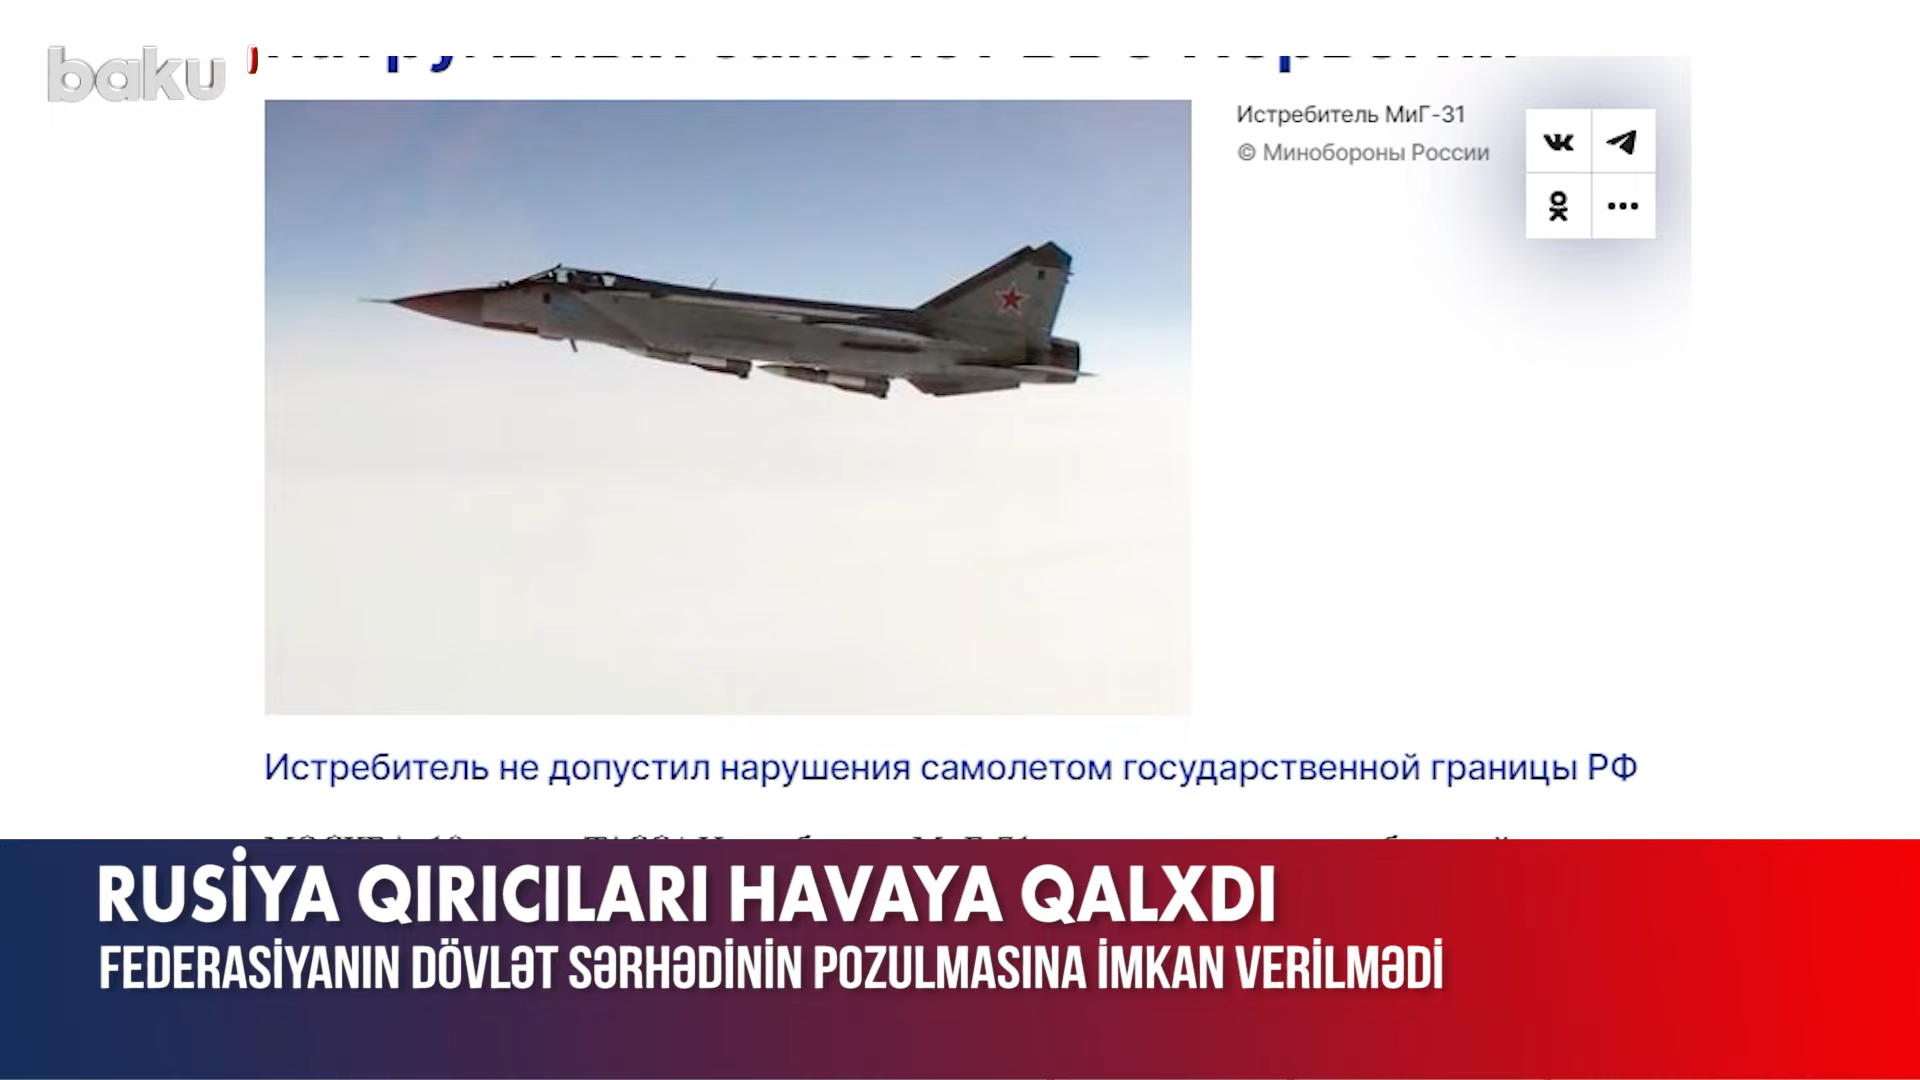 baku
Истребитель МиГ-31
© Минобороны России
Истребитель не допустил нарушения самолетом государственной границы РФ
RUSİYA QIRICILARI HAVAYA QALXDI
FEDERASİYANIN DÖVLƏT SƏRHƏDİNİN POZULMASINA İMKAN VERİLMƏDİ